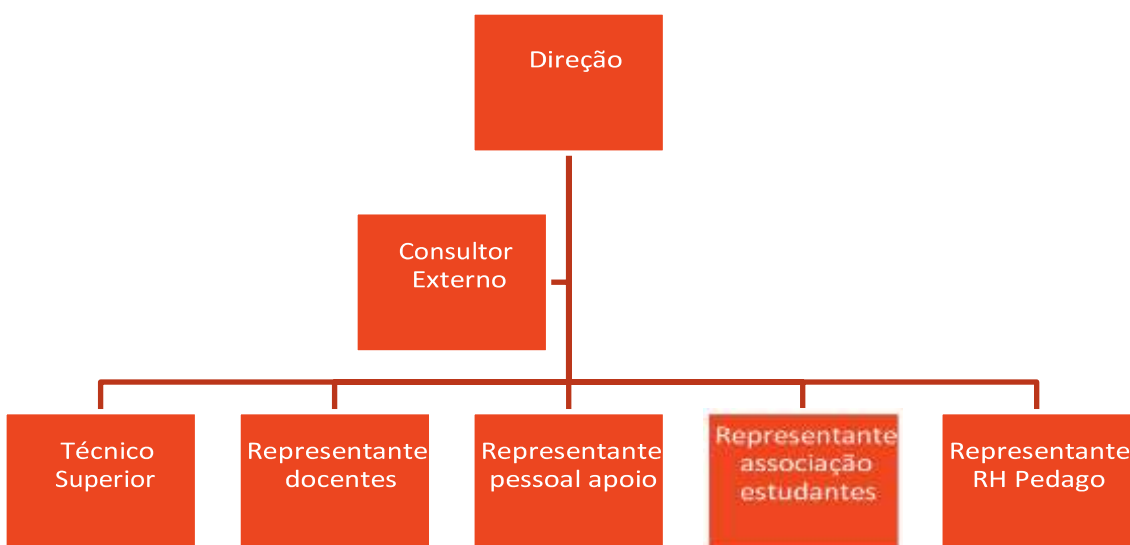 Direção
Consultor
Externo
Técnico
Superior
Representante
docentes
Representante
pessoal apoio
Representante
associação
estudantes
Representante
RH Pedago